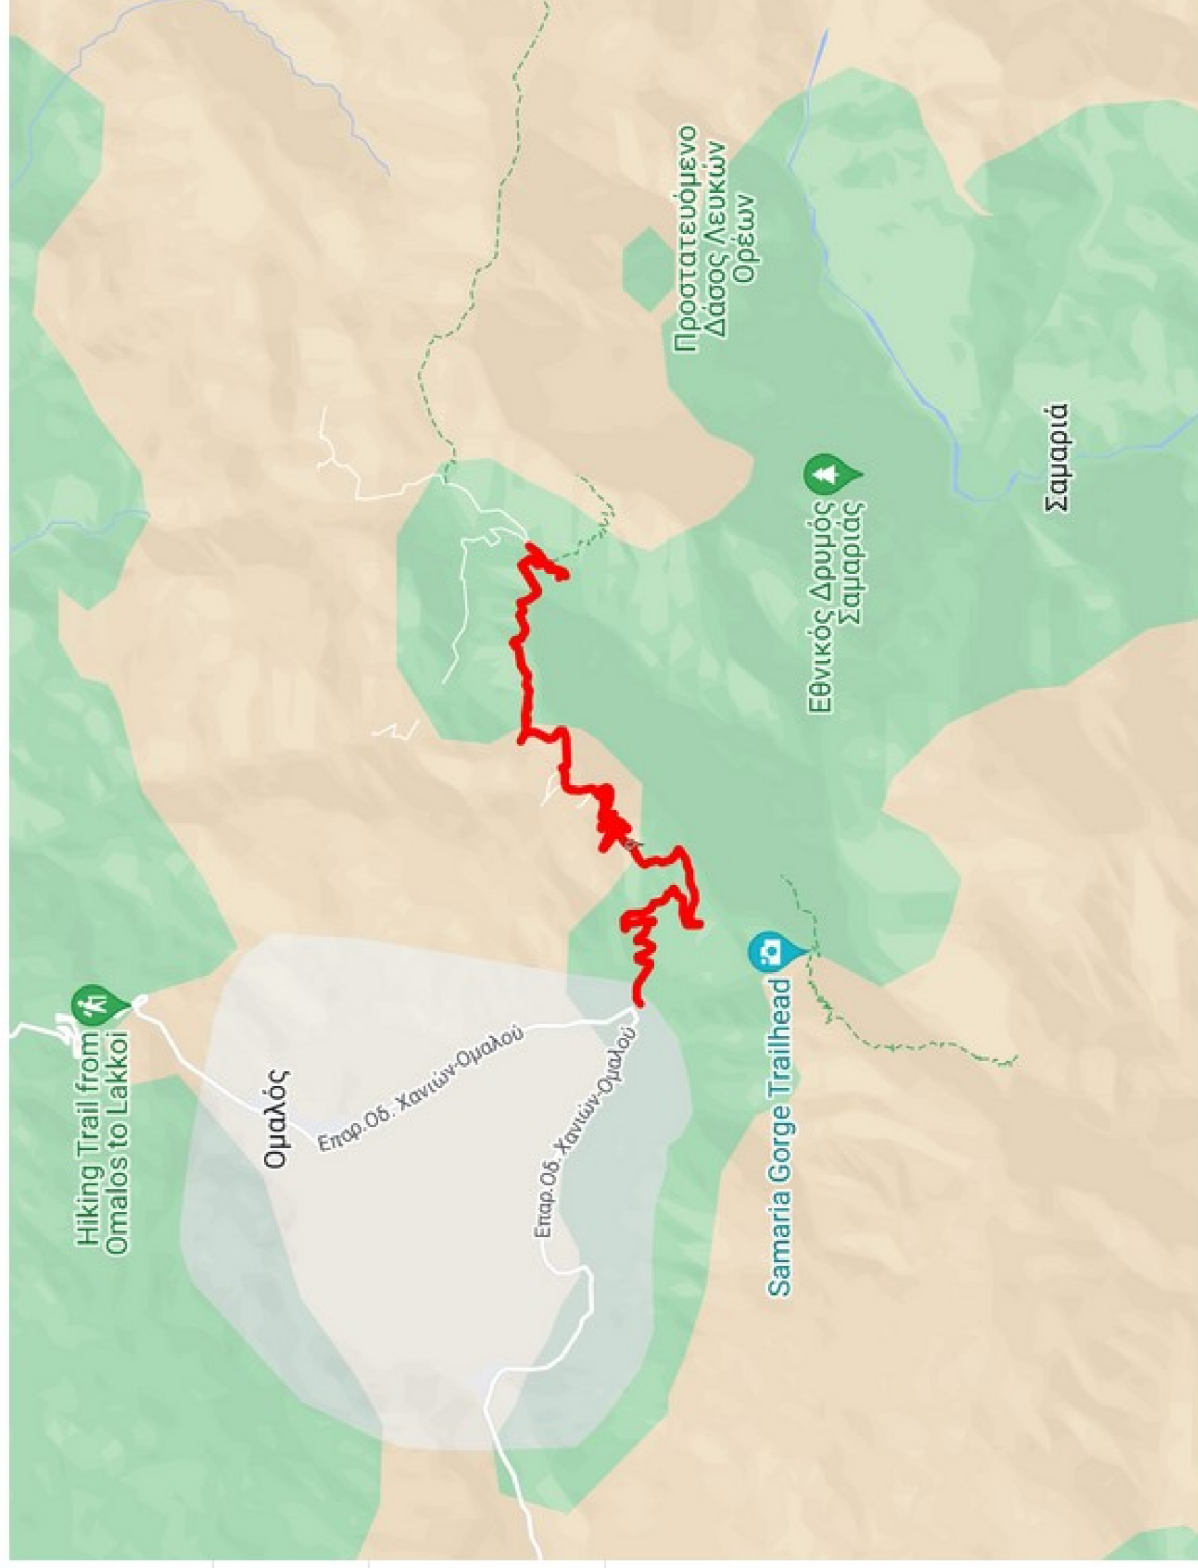 Hiking Trail from
Omalos to Lakkoi
Ομαλός
Επαρ.Οδ. Χανιών-Ομαλού
Επαρ.Οδ. Χανιών-Ομαλού
Προστατευόμενο
Δάσος Λευκών
Ορέων
Samaria Gorge Trailhead
Εθνικός Δρυμός
Σαμαριάς
Σαμαριά